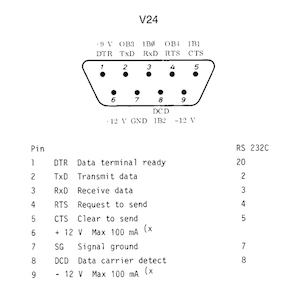 V24
+9 V OB3 IBØ OB4 IB1
DTR TxD RxD RTS CTS
1 2 3 4 5
6 7 8 9
DCD
+12 V GND IB2 -12 V
Pin RS 232C
1 DTR Data terminal ready 20
2 TxD Transmit data 2
3 RxD Receive data 3
4 RTS Request to send 4
5 CTS Clear to send 5
6 + 12 V Max 100 mA (x
7 SG Signal ground 7
8 DCD Data carrier detect 8
9 - 12 V Max 100 mA (x